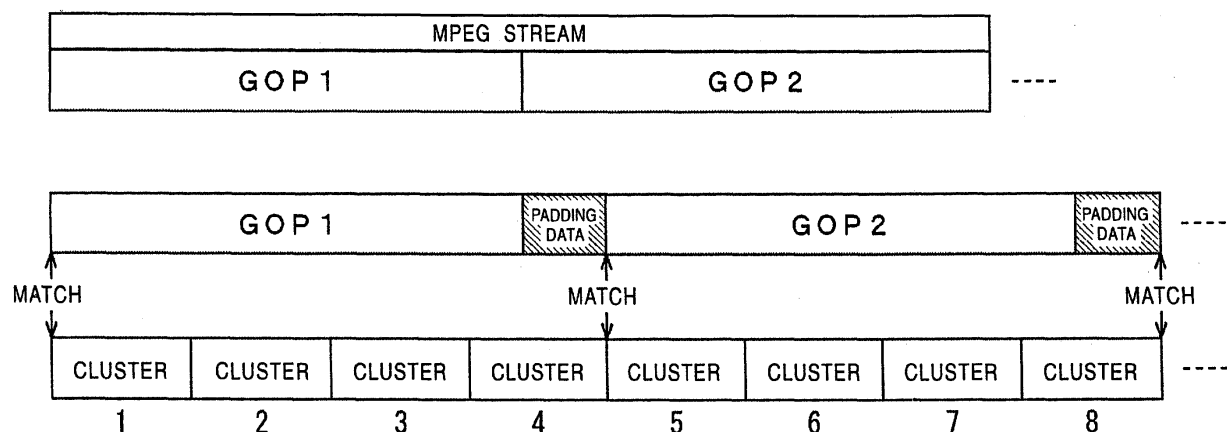 MPEG STREAM
GOP1 GOP2
GOP1 PADDING DATA GOP2 PADDING DATA
MATCH MATCH MATCH
CLUSTER CLUSTER CLUSTER CLUSTER CLUSTER CLUSTER CLUSTER CLUSTER
1 2 3 4 5 6 7 8